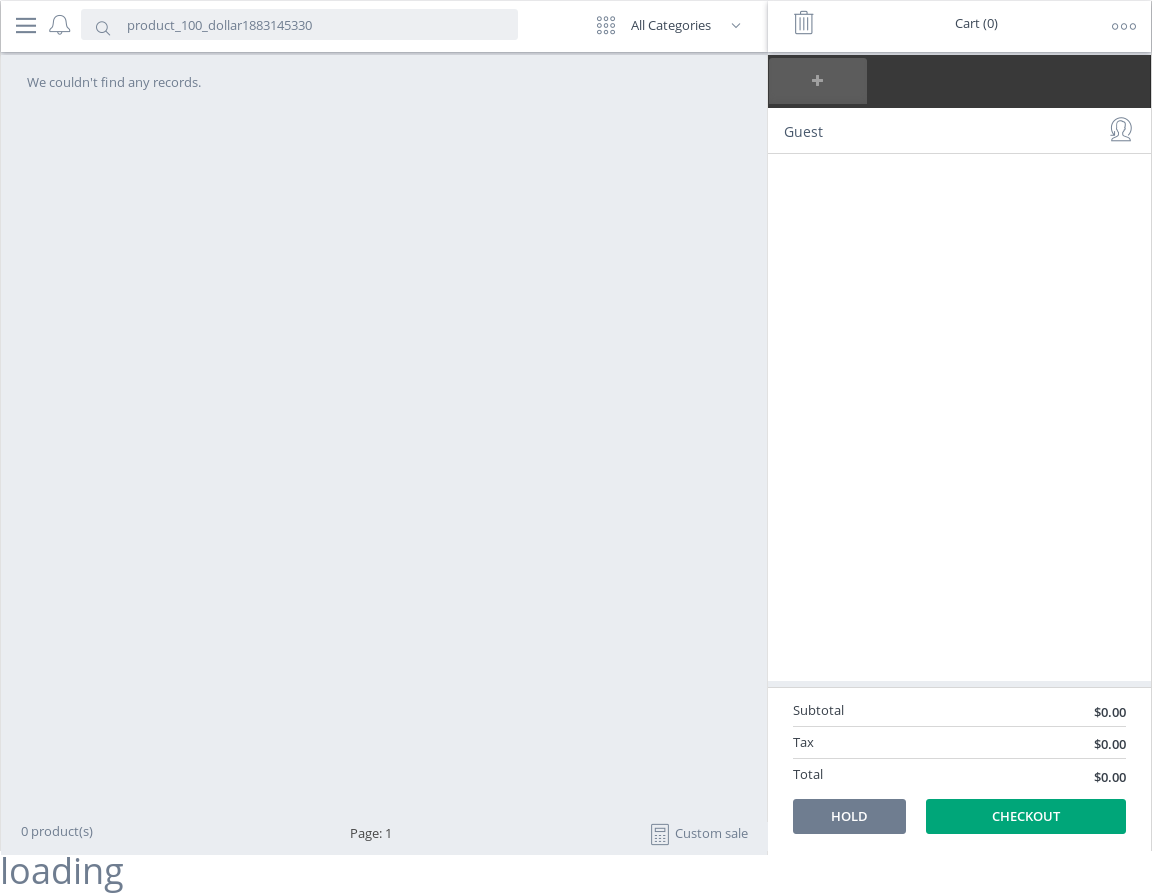 product_100_dollar1883145330
All Categories
Cart (0)
We couldn't find any records.
+
Guest
Subtotal
$0.00
Tax
$0.00
Total
$0.00
HOLD
CHECKOUT
0 product(s)
Page: 1
Custom sale
loading